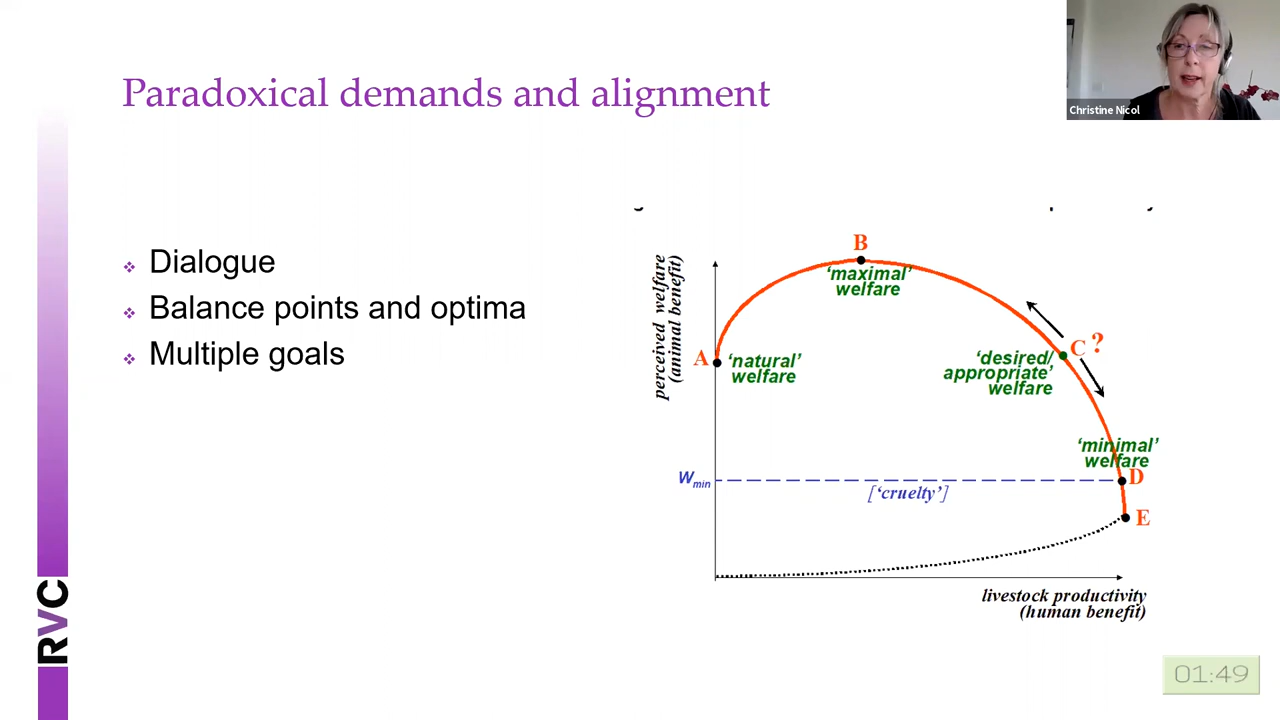 Christine Nicol
Paradoxical demands and alignment
Dialogue
Balance points and optima
Multiple goals
perceived welfare
(animal benefit)
B
'maximal'
welfare
A
'natural'
welfare
C ?
'desired/
appropriate'
welfare
'minimal'
welfare
Wmin
D
['cruelty']
E
livestock productivity
(human benefit)
RVC
01:49